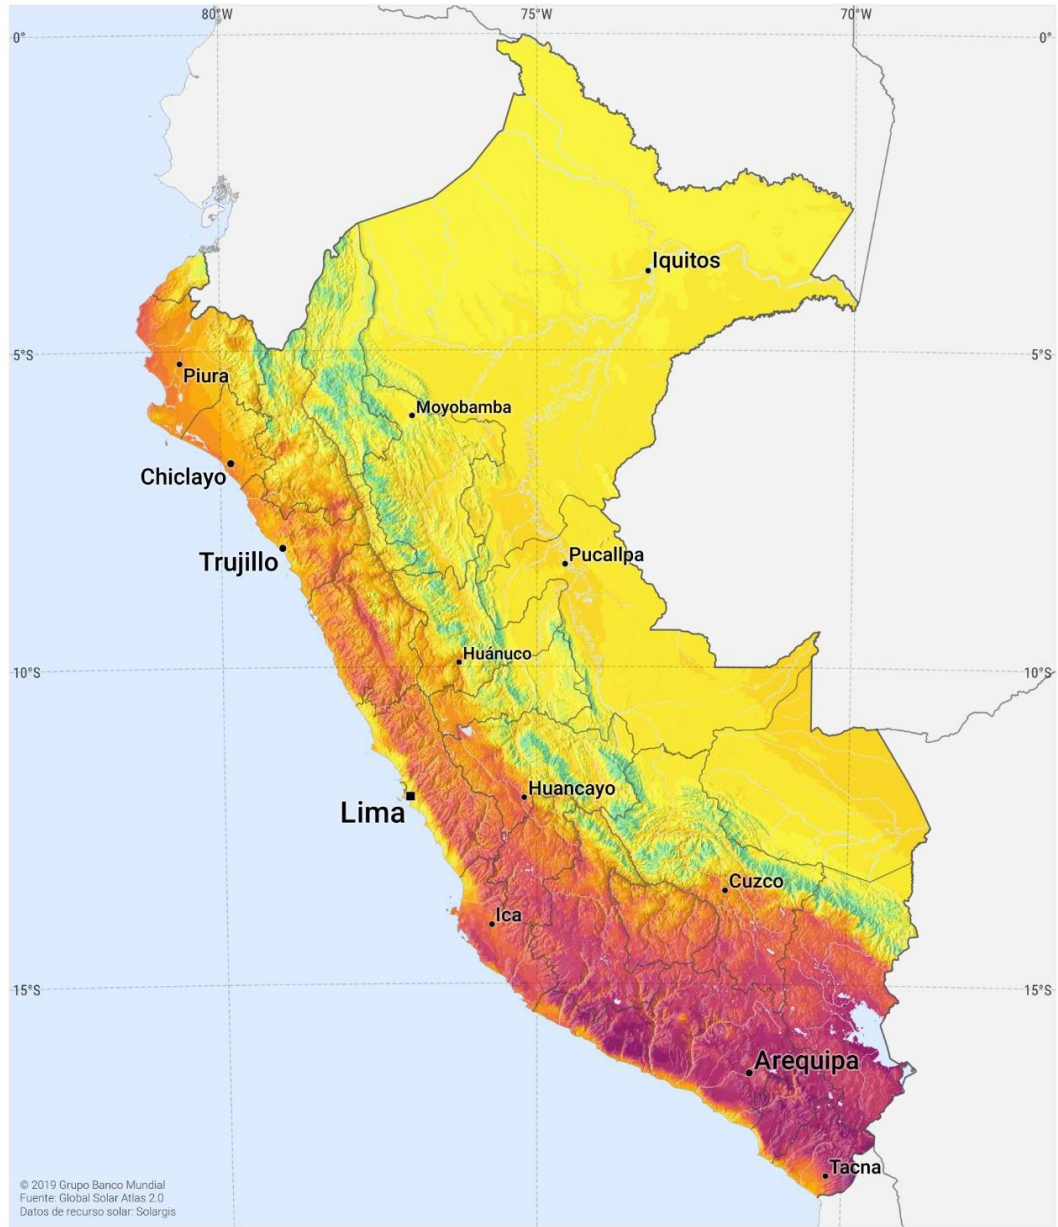 80°W 75°W 70°W
0° 0°
Iquitos
5°S 5°S
Piura
Moyobamba
Chiclayo
Trujillo
Pucallpa
Huánuco
10°S 10°S
Huancayo
Lima
Cuzco
Ica
15°S 15°S
Arequipa
Tacna
© 2019 Grupo Banco Mundial
Fuente: Global Solar Atlas 2.0
Datos de recurso solar: Solargis